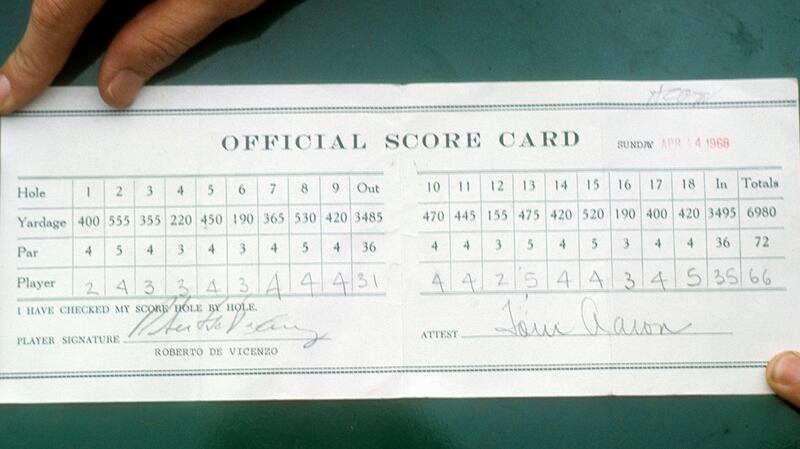 OFFICIAL SCORE CARD SUNDAY APR 14 1968
Hole 1 2 3 4 5 6 7 8 9 Out 10 11 12 13 14 15 16 17 18 In Totals
Yardage 400 555 355 220 450 190 365 530 420 3485 470 445 155 475 420 520 190 400 420 3495 6980
Par 4 5 4 3 4 3 4 5 4 36 4 4 3 5 4 5 3 4 4 36 72
Player 2 4 3 3 4 3 4 4 4 31 4 4 2 5 4 4 3 4 5 35 66
I HAVE CHECKED MY SCORE HOLE BY HOLE.
PLAYER SIGNATURE ATTEST Tom Aaron
ROBERTO DE VICENZO